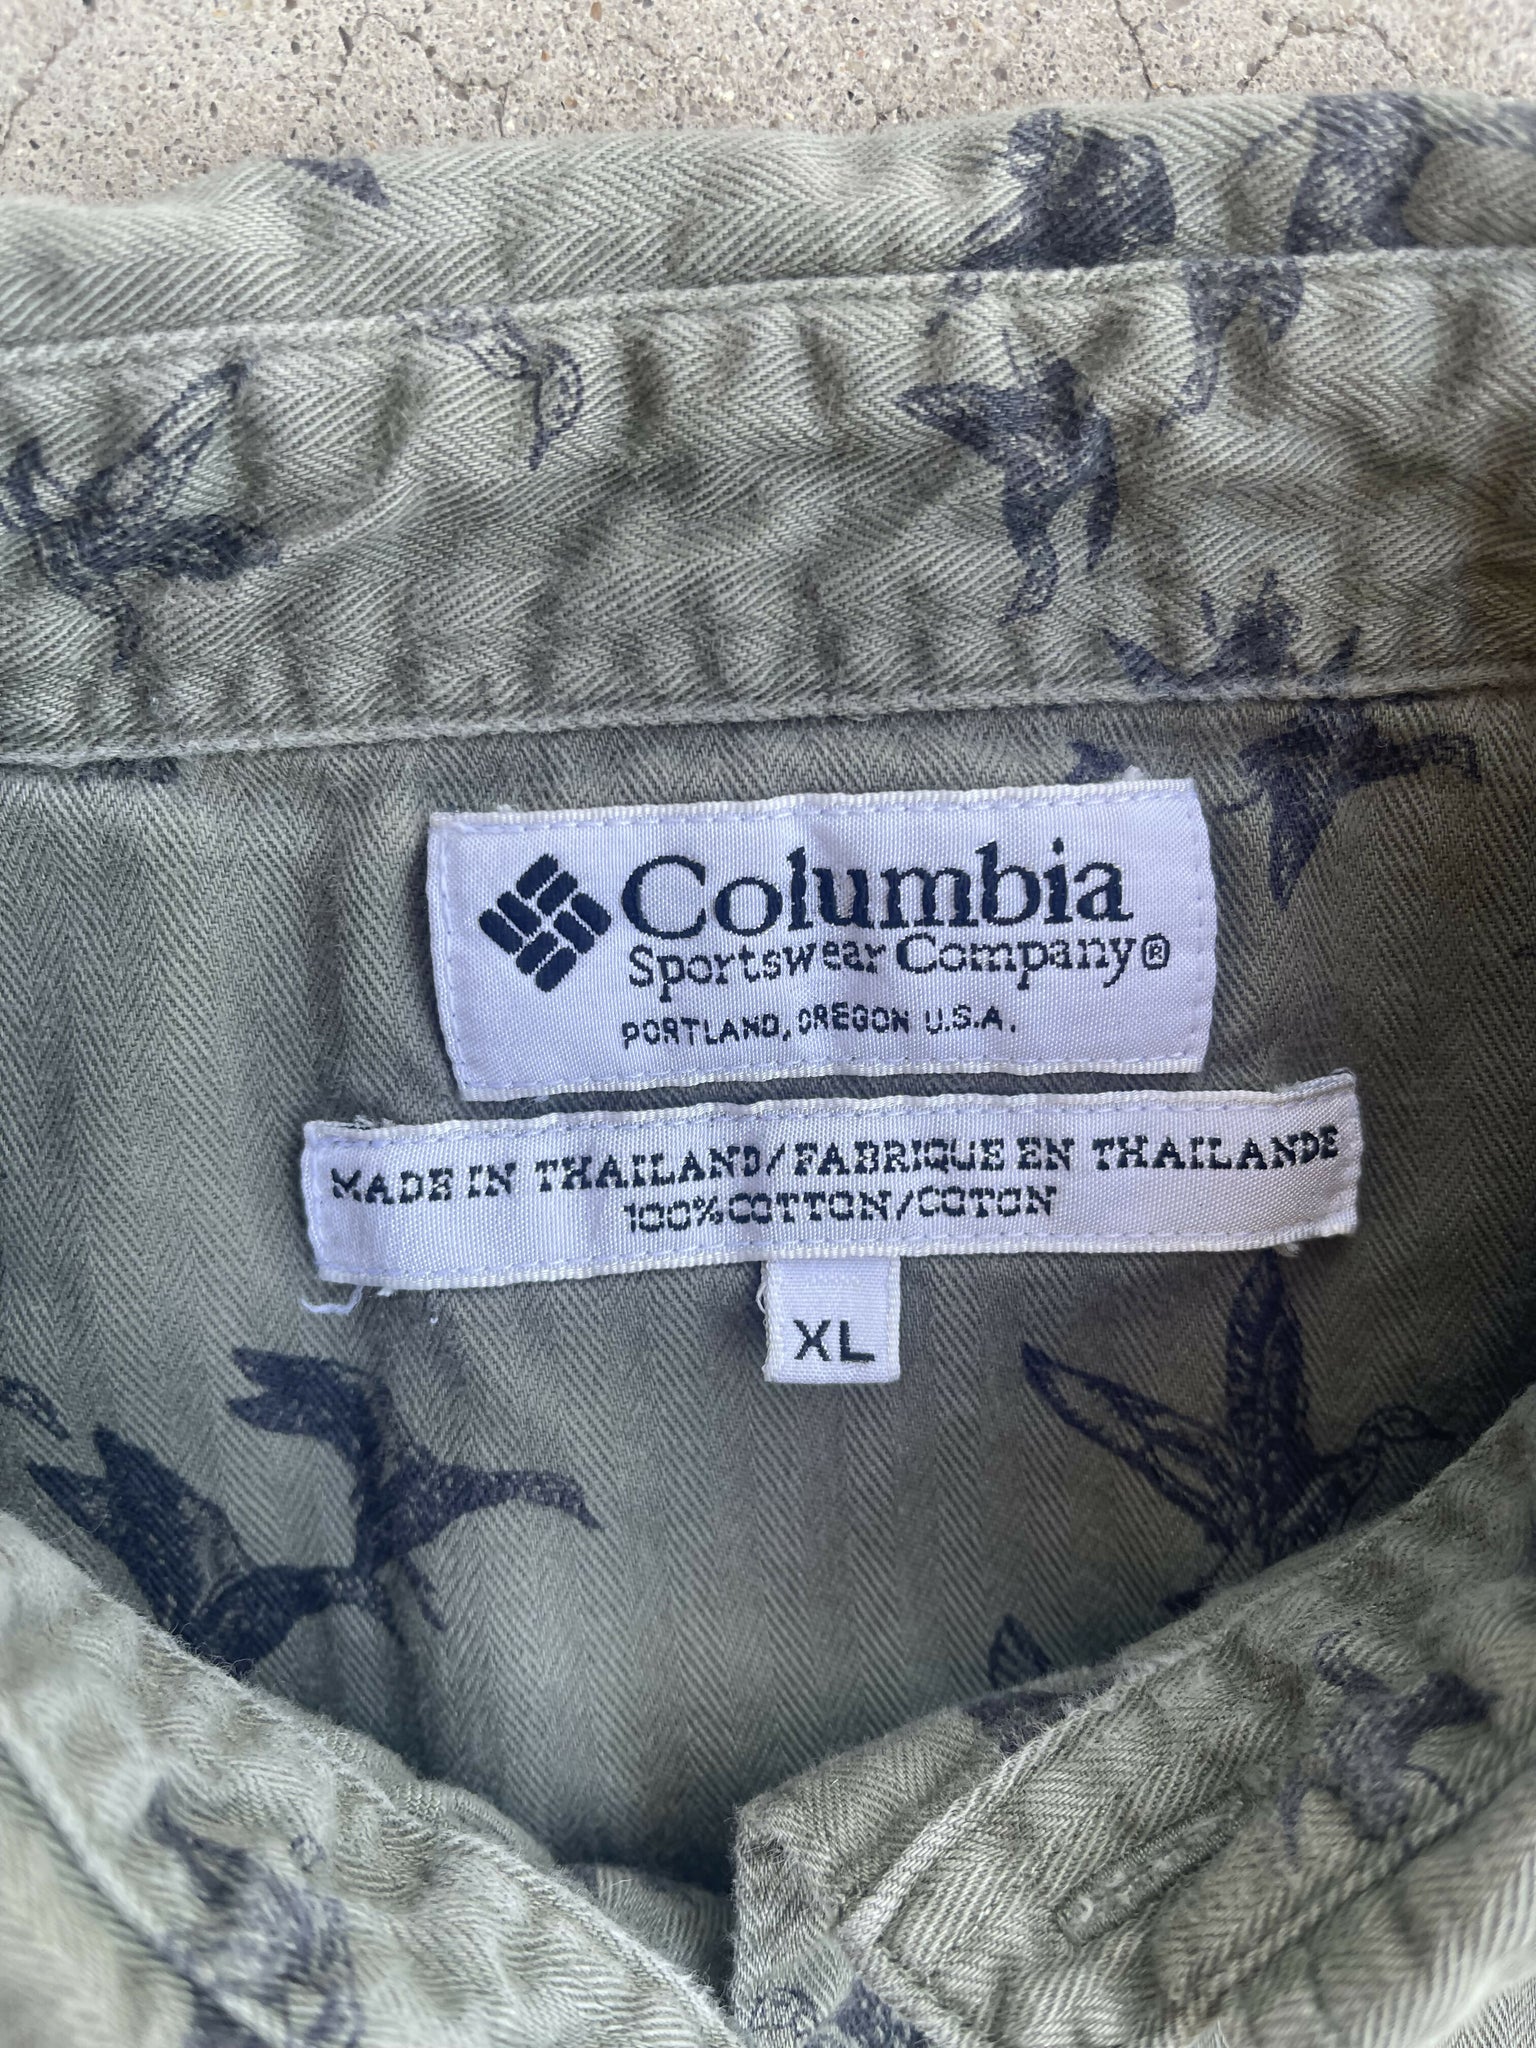 Columbia
Sportswear Company®
PORTLAND, OREGON U.S.A.
MADE IN THAILAND/FABRIQUE EN THAILANDE
100% COTTON/COTON
XL